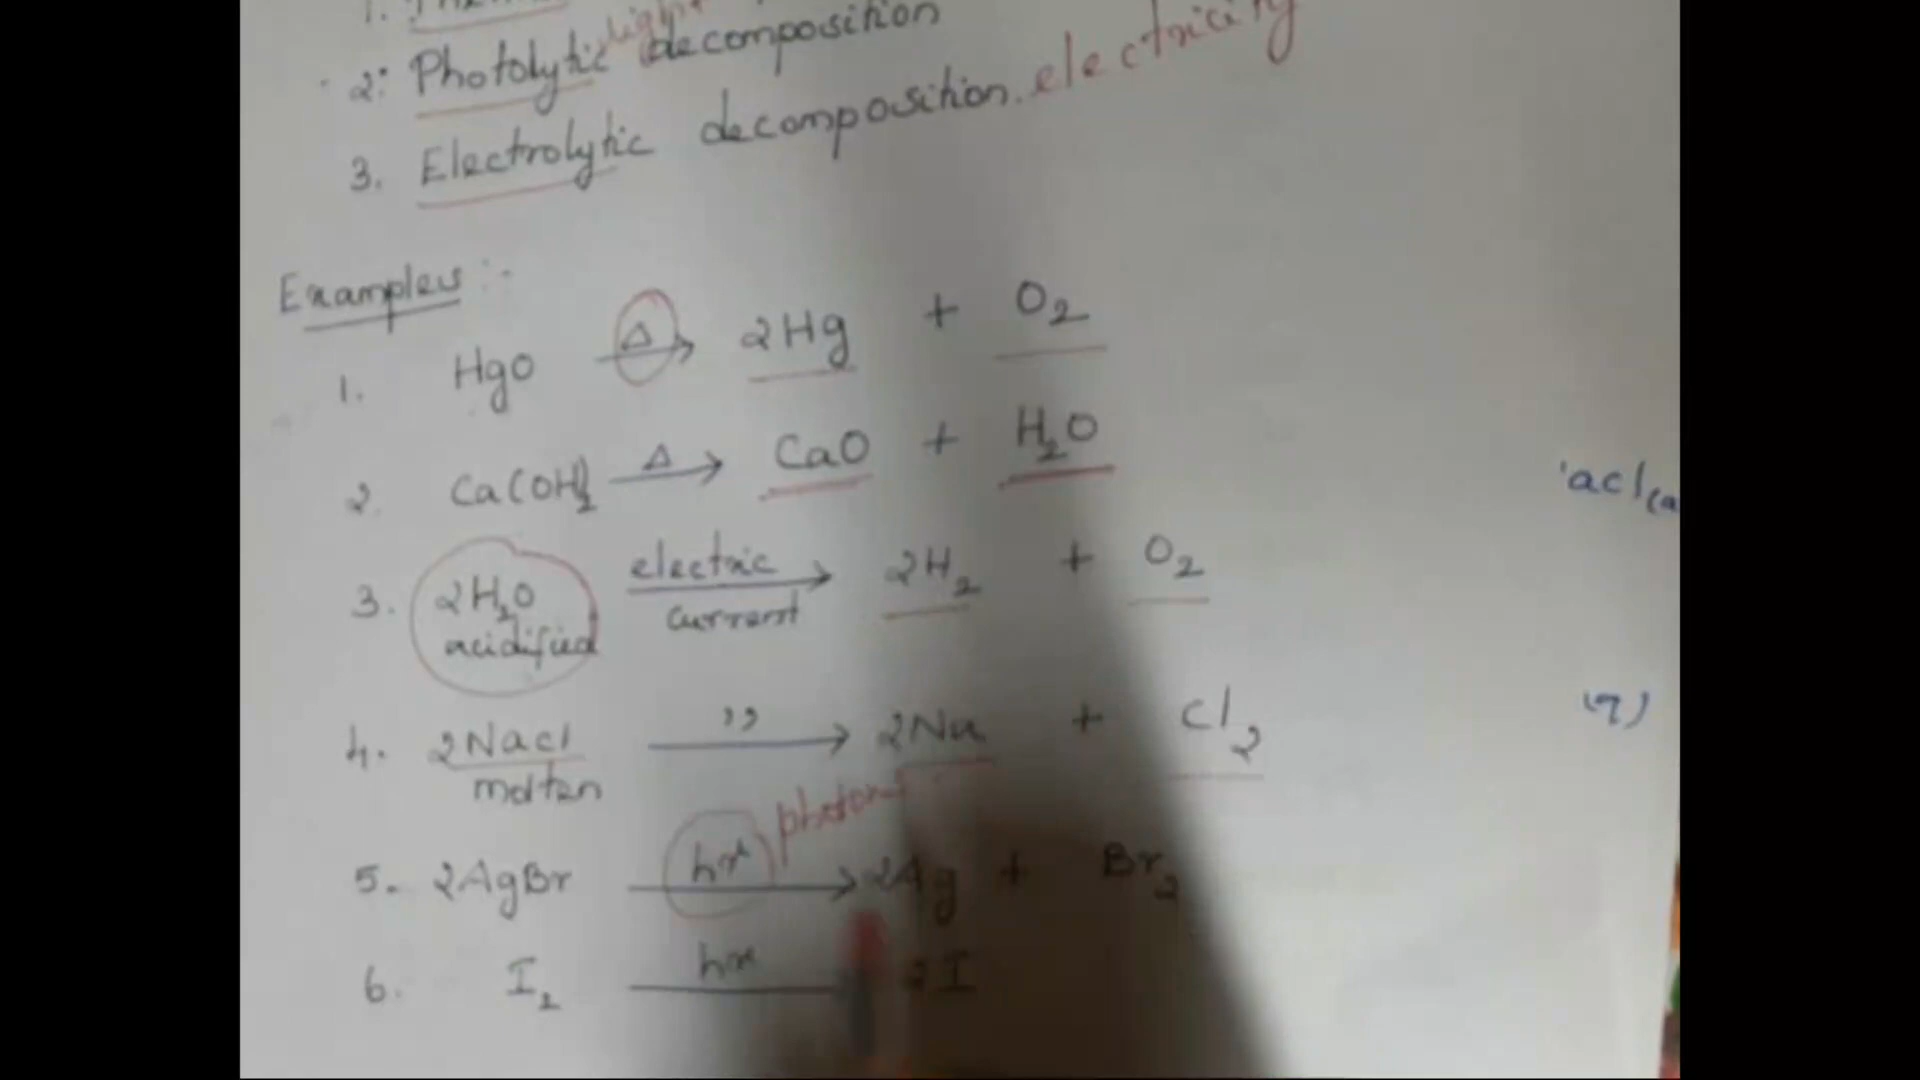 1.
2: Photolytic light decomposition
3. Electrolytic decomposition. electricity
Examples :-
1. HgO Δ→ 2Hg + O2
2. Ca(OH)2 Δ→ CaO + H2O
3. 2H2O electric → 2H2 + O2
acidified current
4. 2Nacl ,, → 2Na + Cl2
molten
photon
5. 2AgBr → 2Ag + Br2
6. I2 → 2I
acl(a